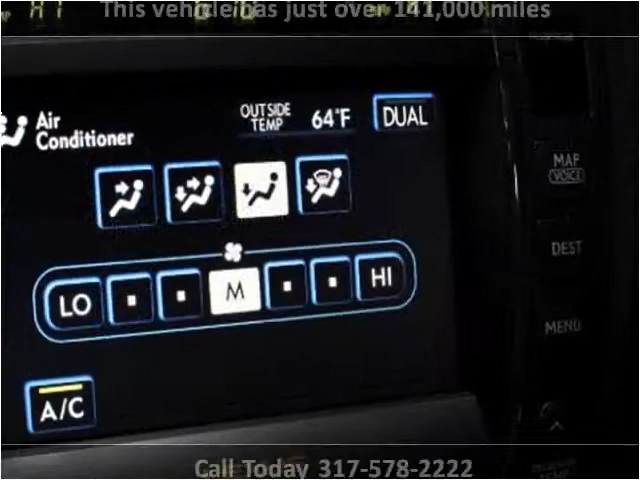 This vehicle has just over 141,000 miles
Air
Conditioner
OUTSIDE
TEMP
64°F
DUAL
LO
M
HI
A/C
MAP
VOICE
DEST
MENU
Call Today 317-578-2222